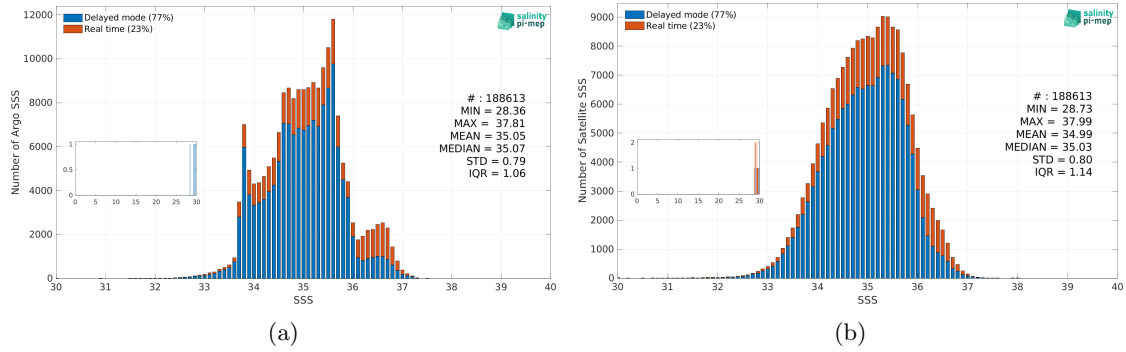 Delayed mode (77%)
Real time (23%)
salinity
pi-mep
12000
10000
8000
6000
4000
2000
0
Number of Argo SSS
# : 188613
MIN = 28.36
MAX = 37.81
MEAN = 35.05
MEDIAN = 35.07
STD = 0.79
IQR = 1.06
1
0.5
0
0 5 10 15 20 25 30
30 31 32 33 34 35 36 37 38 39 40
SSS
(a)
Delayed mode (77%)
Real time (23%)
salinity
pi-mep
9000
8000
7000
6000
5000
4000
3000
2000
1000
0
Number of Satellite SSS
# : 188613
MIN = 28.73
MAX = 37.99
MEAN = 34.99
MEDIAN = 35.03
STD = 0.80
IQR = 1.14
2
1
0
0 5 10 15 20 25 30
30 31 32 33 34 35 36 37 38 39 40
SSS
(b)